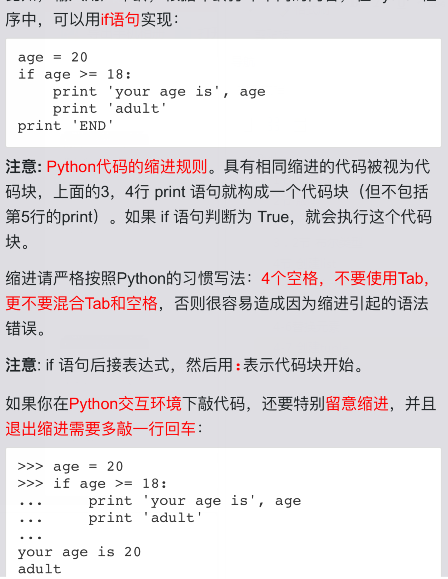 序中，可以用if语句实现：
age = 20
if age >= 18:
    print 'your age is', age
    print 'adult'
print 'END'
注意: Python代码的缩进规则。具有相同缩进的代码被视为代
码块，上面的3，4行 print 语句就构成一个代码块（但不包括
第5行的print）。如果 if 语句判断为 True，就会执行这个代码
块。
缩进请严格按照Python的习惯写法：4个空格，不要使用Tab，
更不要混合Tab和空格，否则很容易造成因为缩进引起的语法
错误。
注意: if 语句后接表达式，然后用:表示代码块开始。
如果你在Python交互环境下敲代码，还要特别留意缩进，并且
退出缩进需要多敲一行回车：
>>> age = 20
>>> if age >= 18:
...     print 'your age is', age
...     print 'adult'
...
your age is 20
adult